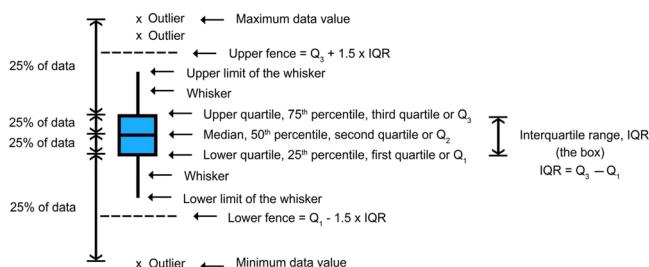 x Outlier
Maximum data value
x Outlier
Upper fence = Q3 + 1.5 x IQR
25% of data
Upper limit of the whisker
Whisker
Upper quartile, 75th percentile, third quartile or Q3
25% of data
Median, 50th percentile, second quartile or Q2
25% of data
Lower quartile, 25th percentile, first quartile or Q1
Interquartile range, IQR
(the box)
IQR = Q3 — Q1
Whisker
Lower limit of the whisker
25% of data
Lower fence = Q1 - 1.5 x IQR
x Outlier
Minimum data value